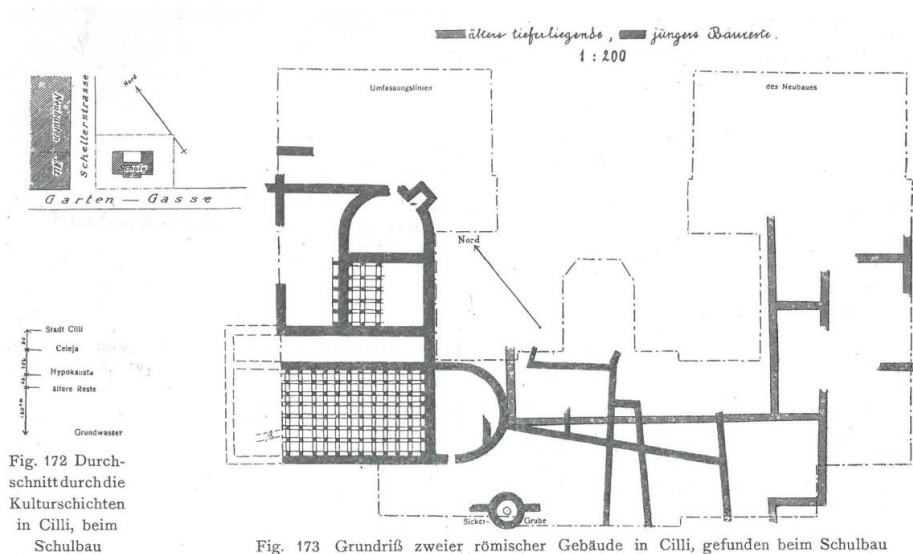 ältere tieferliegende, jüngere Baureste.
1 : 200
Umfassungslinien
des Neubaues
Nord
Schellerstrasse
Schule
Garten — Gasse
Nord
Stadt Cilli
Celeja
Hypokausta
ältere Reste
Grundwasser
Sicker-Grube
Fig. 172 Durch-
schnitt durch die
Kulturschichten
in Cilli, beim
Schulbau
Fig. 173 Grundriß zweier römischer Gebäude in Cilli, gefunden beim Schulbau